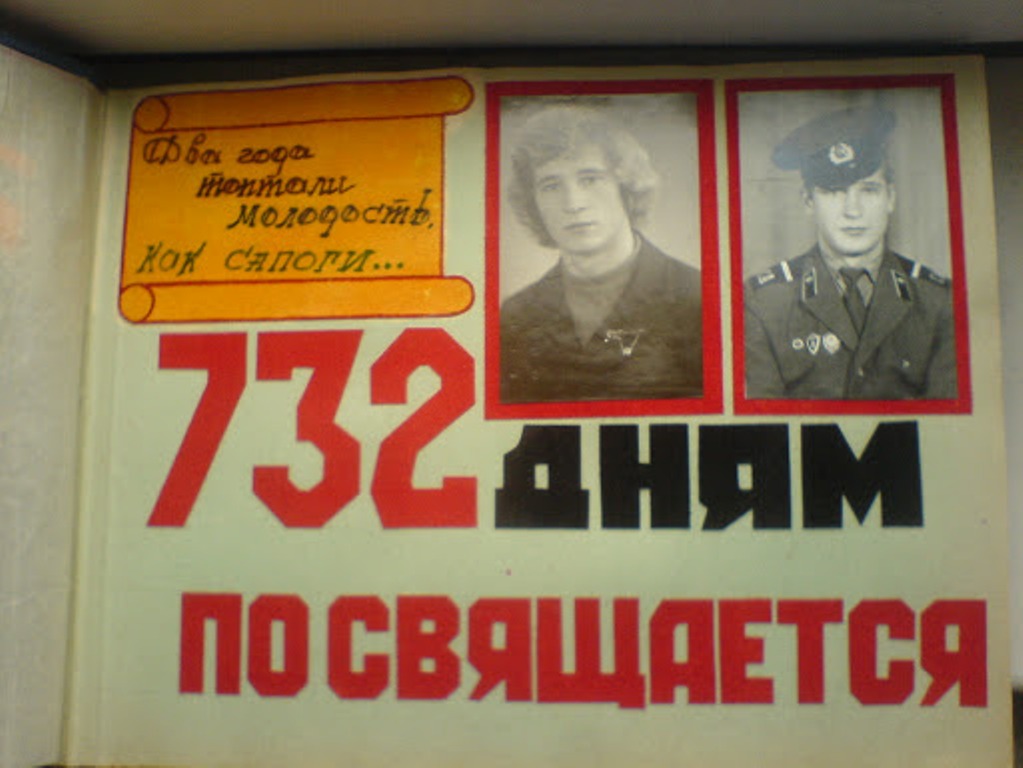 Два года
топтали
молодость,
как сапоги...
732 ДНЯМ
ПОСВЯЩАЕТСЯ